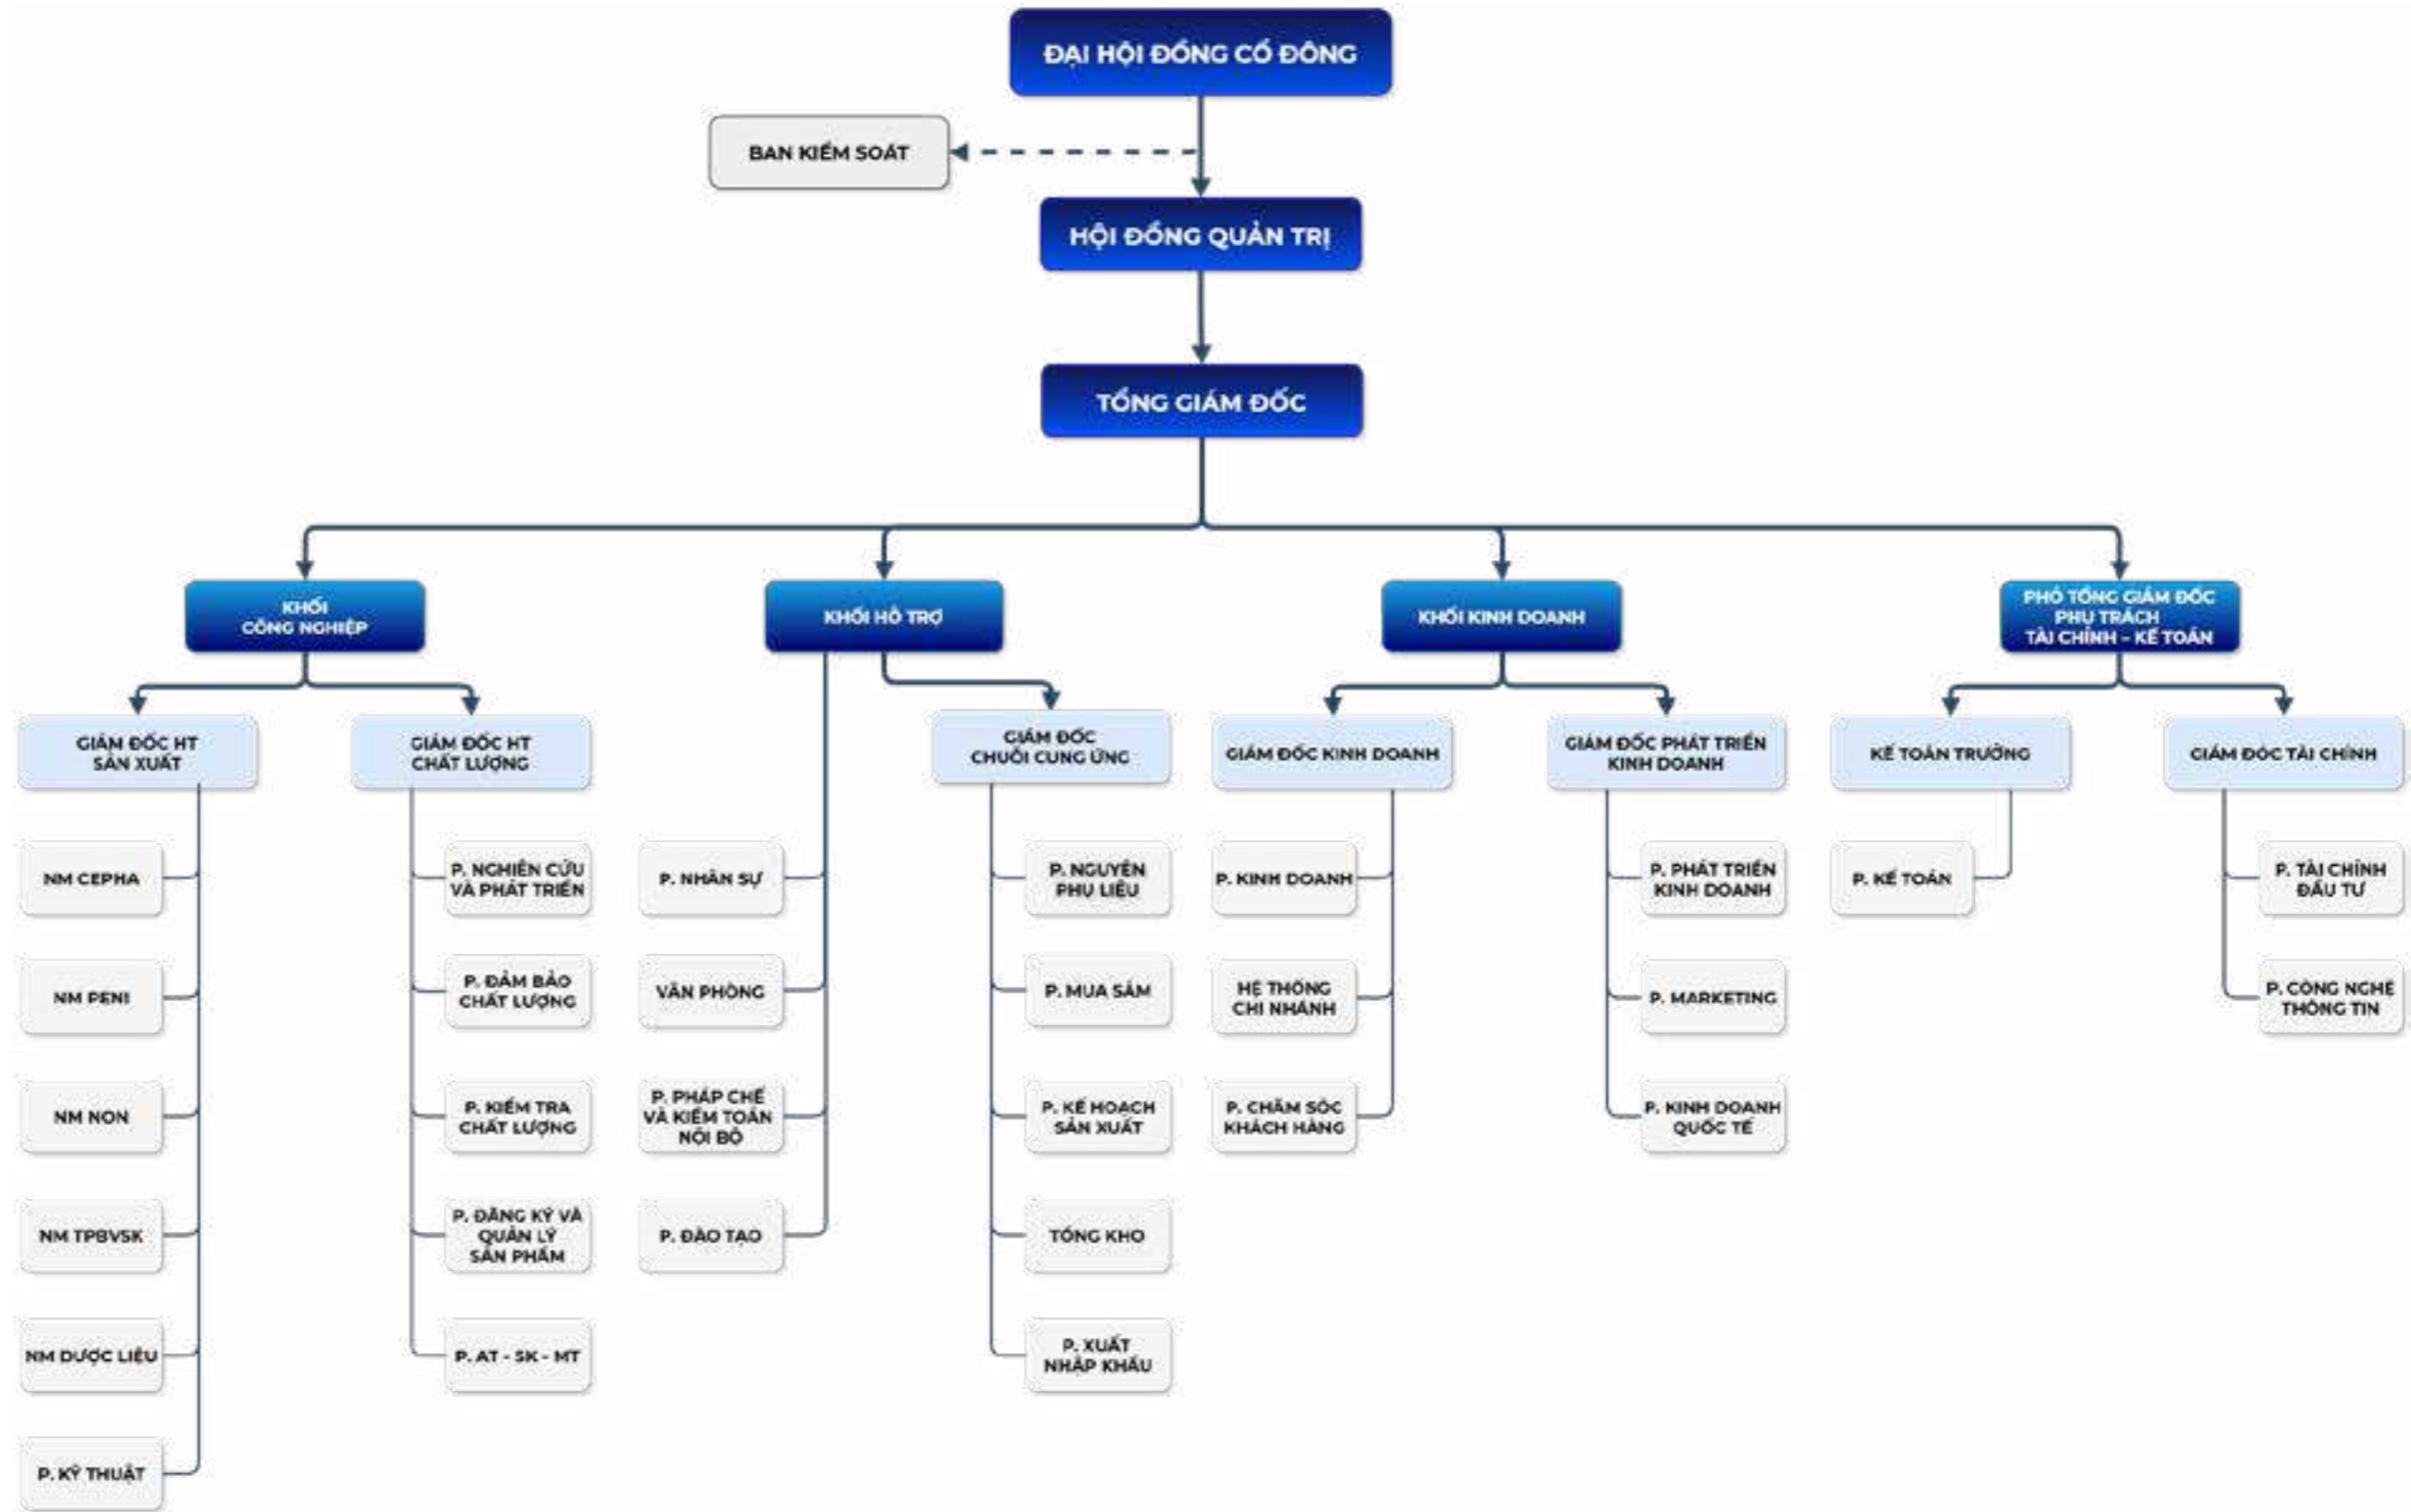 ĐẠI HỘI ĐỒNG CỔ ĐÔNG
BAN KIỂM SOÁT
HỘI ĐỒNG QUẢN TRỊ
TỔNG GIÁM ĐỐC
KHỐI
CÔNG NGHIỆP
KHỐI HỖ TRỢ
KHỐI KINH DOANH
PHÓ TỔNG GIÁM ĐỐC
PHỤ TRÁCH
TÀI CHÍNH – KẾ TOÁN
GIÁM ĐỐC HT
SẢN XUẤT
GIÁM ĐỐC HT
CHẤT LƯỢNG
GIÁM ĐỐC
CHUỖI CUNG ỨNG
GIÁM ĐỐC KINH DOANH
GIÁM ĐỐC PHÁT TRIỂN
KINH DOANH
KẾ TOÁN TRƯỞNG
GIÁM ĐỐC TÀI CHÍNH
NM CEPHA
NM PENI
NM NON
NM TPBVSK
NM DƯỢC LIỆU
P. KỸ THUẬT
P. NGHIÊN CỨU
VÀ PHÁT TRIỂN
P. ĐẢM BẢO
CHẤT LƯỢNG
P. KIỂM TRA
CHẤT LƯỢNG
P. ĐĂNG KÝ VÀ
QUẢN LÝ
SẢN PHẨM
P. AT - SK - MT
P. NHÂN SỰ
VĂN PHÒNG
P. PHÁP CHẾ
VÀ KIỂM TOÁN
NỘI BỘ
P. ĐÀO TẠO
P. NGUYÊN
PHỤ LIỆU
P. MUA SẮM
P. KẾ HOẠCH
SẢN XUẤT
TỔNG KHO
P. XUẤT
NHẬP KHẨU
P. KINH DOANH
HỆ THỐNG
CHI NHÁNH
P. CHĂM SÓC
KHÁCH HÀNG
P. PHÁT TRIỂN
KINH DOANH
P. MARKETING
P. KINH DOANH
QUỐC TẾ
P. KẾ TOÁN
P. TÀI CHÍNH
ĐẦU TƯ
P. CÔNG NGHỆ
THÔNG TIN